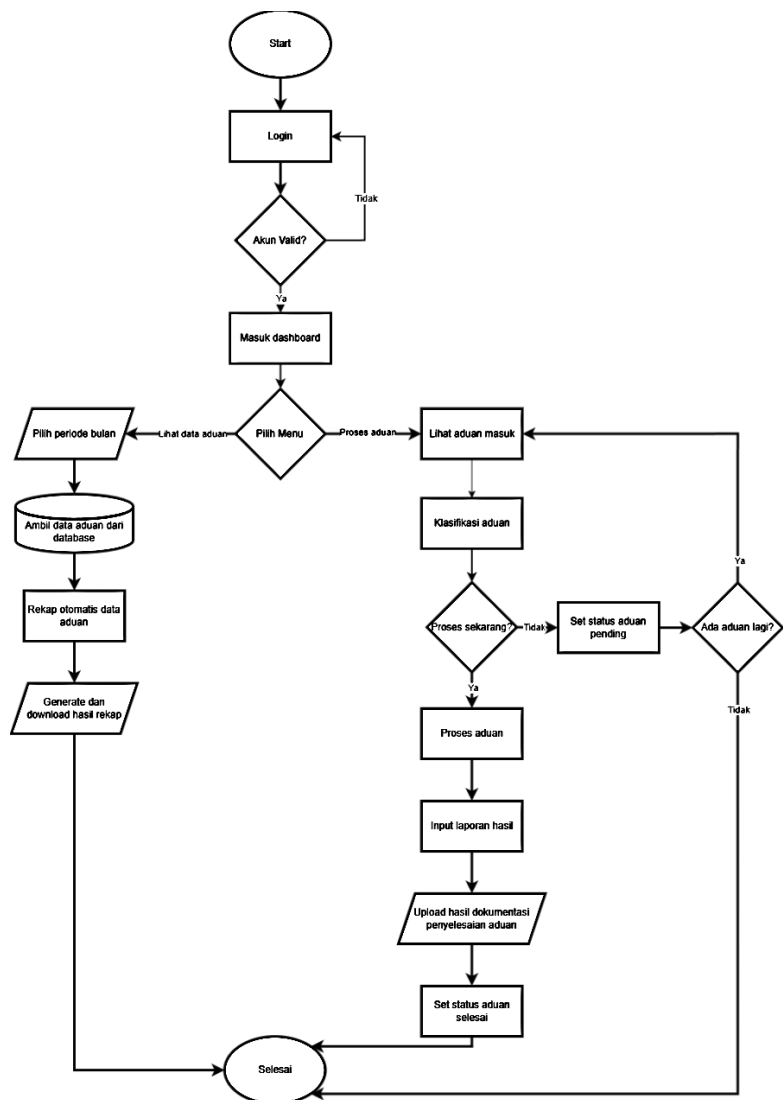 Start
Login
Tidak
Akun Valid?
Ya
Masuk dashboard
Pilih periode bulan
Lihat data aduan
Pilih Menu
Proses aduan
Lihat aduan masuk
Ambil data aduan dari
database
Klasifikasi aduan
Ya
Rekap otomatis data
aduan
Proses sekarang?
Tidak
Set status aduan
pending
Ada aduan lagi?
Generate dan
download hasil rekap
Ya
Tidak
Proses aduan
Input laporan hasil
Upload hasil dokumentasi
penyelesaian aduan
Set status aduan
selesai
Selesai